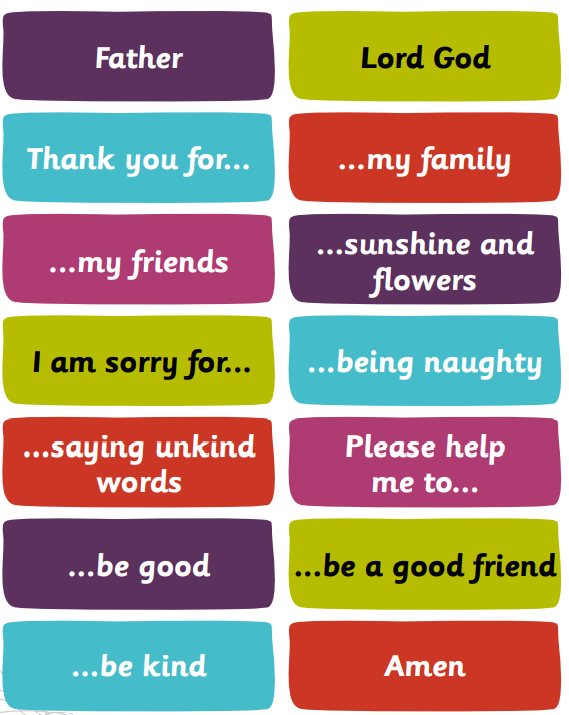 Father
Lord God
Thank you for...
...my family
...my friends
...sunshine and
flowers
I am sorry for...
...being naughty
...saying unkind
words
Please help
me to...
...be good
...be a good friend
...be kind
Amen